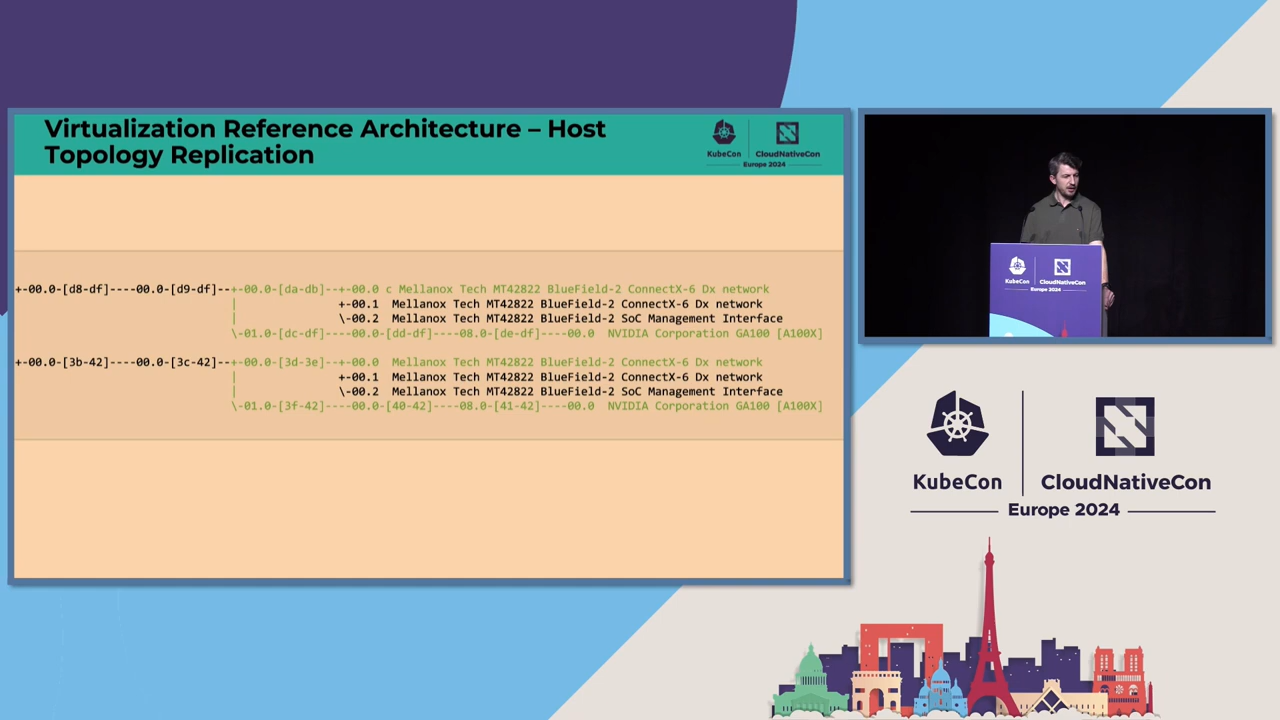 Virtualization Reference Architecture – Host
Topology Replication
KubeCon
CloudNativeCon
Europe 2024
+-00.0-[d8-df]----00.0-[d9-df]--+-00.0-[da-db]--+-00.0 c Mellanox Tech MT42822 BlueField-2 ConnectX-6 Dx network
| +-00.1 Mellanox Tech MT42822 BlueField-2 ConnectX-6 Dx network
| \-00.2 Mellanox Tech MT42822 BlueField-2 SoC Management Interface
\-01.0-[dc-df]----00.0-[dd-df]----08.0-[de-df]----00.0 NVIDIA Corporation GA100 [A100X]
+-00.0-[3b-42]----00.0-[3c-42]--+-00.0-[3d-3e]--+-00.0 Mellanox Tech MT42822 BlueField-2 ConnectX-6 Dx network
| +-00.1 Mellanox Tech MT42822 BlueField-2 ConnectX-6 Dx network
| \-00.2 Mellanox Tech MT42822 BlueField-2 SoC Management Interface
\-01.0-[3f-42]----00.0-[40-42]----08.0-[41-42]----00.0 NVIDIA Corporation GA100 [A100X]
KubeCon
CloudNativeCon
Europe 2024
KubeCon
CloudNativeCon
Europe 2024